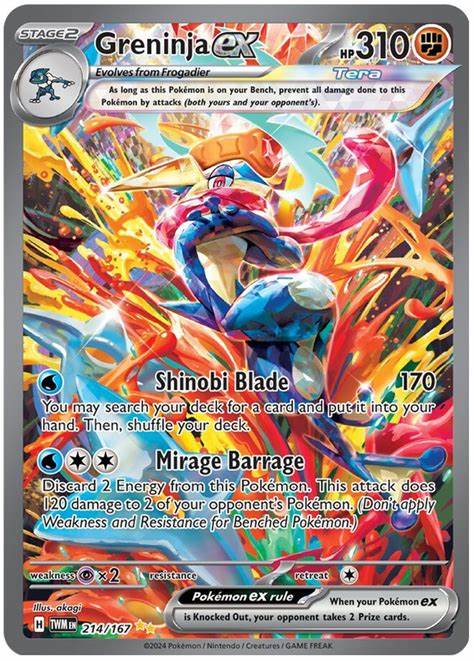 STAGE2
Greninja ex
HP 310
Evolves from Frogadier
Tera
As long as this Pokémon is on your Bench, prevent all damage done to this
Pokémon by attacks (both yours and your opponent's).
Shinobi Blade 170
You may search your deck for a card and put it into your
hand. Then, shuffle your deck.
Mirage Barrage
Discard 2 Energy from this Pokémon. This attack does
120 damage to 2 of your opponent's Pokémon. (Don't apply
Weakness and Resistance for Benched Pokémon.)
weakness ×2 resistance retreat
Illus. akagi
Pokémon ex rule
When your Pokémon ex
is Knocked Out, your opponent takes 2 Prize cards.
H TWM EN 214/167
©2024 Pokémon / Nintendo / Creatures / GAME FREAK